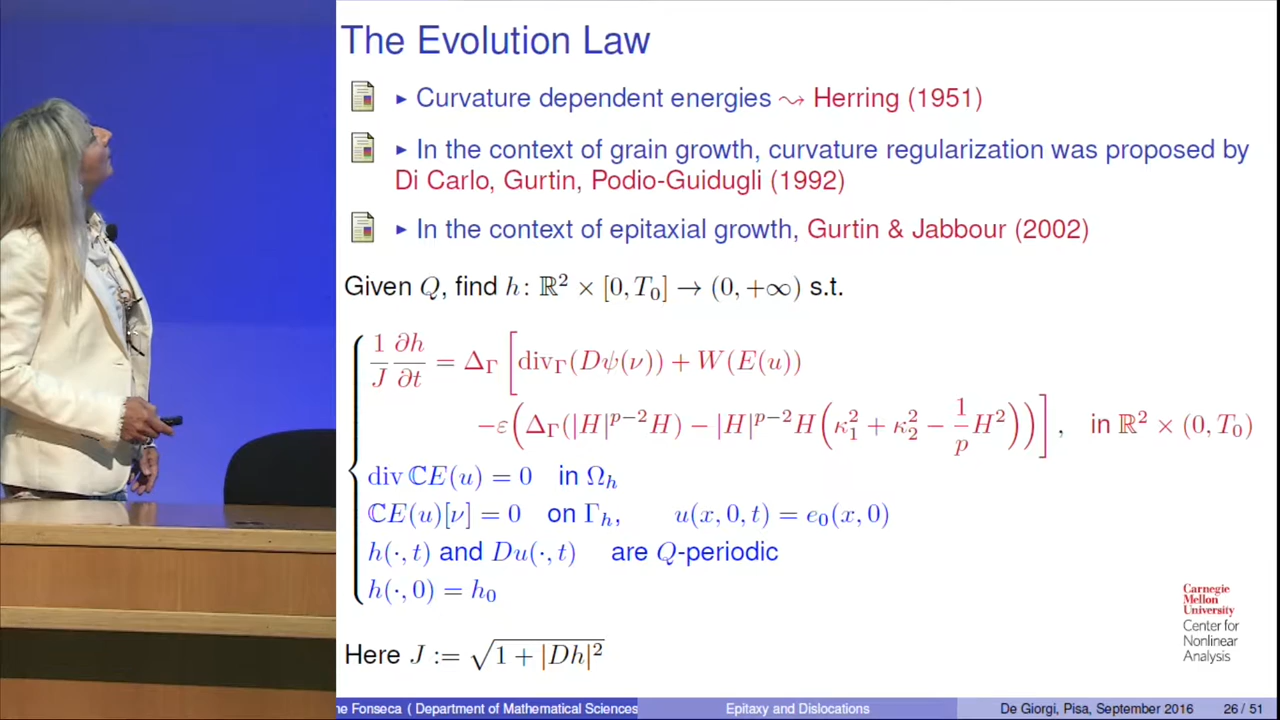 The Evolution Law
▸ Curvature dependent energies ⇝ Herring (1951)
▸ In the context of grain growth, curvature regularization was proposed by
Di Carlo, Gurtin, Podio-Guidugli (1992)
▸ In the context of epitaxial growth, Gurtin & Jabbour (2002)
Given Q, find h: ℝ² × [0, T₀] → (0, +∞) s.t.
1/J ∂h/∂t = Δ_Γ [div_Γ(Dψ(ν)) + W(E(u))
−ε(Δ_Γ(|H|^{p−2}H) − |H|^{p−2}H(κ₁² + κ₂² − 1/p H²))], in ℝ² × (0, T₀)
div ℂE(u) = 0 in Ω_h
ℂE(u)[ν] = 0 on Γ_h, u(x, 0, t) = e₀(x, 0)
h(·, t) and Du(·, t) are Q-periodic
h(·, 0) = h₀
Here J := √(1 + |Dh|²)
Carnegie
Mellon
University
Center for
Nonlinear
Analysis
ne Fonseca ( Department of Mathematical Sciences Epitaxy and Dislocations De Giorgi, Pisa, September 2016 26 / 51